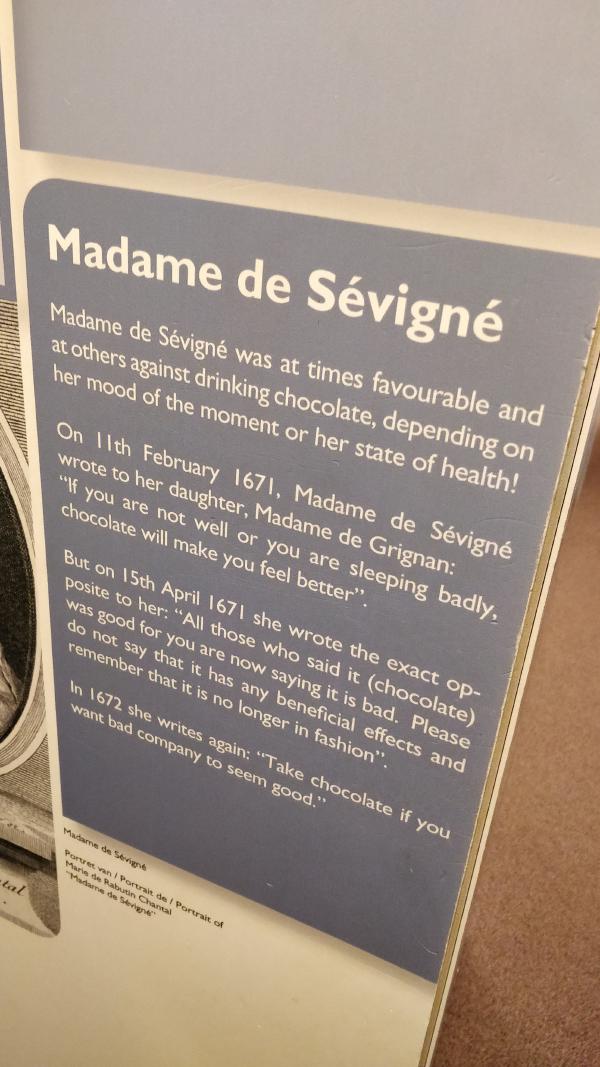 Madame de Sévigné
Madame de Sévigné was at times favourable and
at others against drinking chocolate, depending on
her mood of the moment or her state of health!
On 11th February 1671, Madame de Sévigné
wrote to her daughter, Madame de Grignan:
“If you are not well or you are sleeping badly,
chocolate will make you feel better”.
But on 15th April 1671 she wrote the exact op-
posite to her: “All those who said it (chocolate)
was good for you are now saying it is bad. Please
do not say that it has any beneficial effects and
remember that it is no longer in fashion”.
In 1672 she writes again: “Take chocolate if you
want bad company to seem good.”
Madame de Sévigné
Portret van / Portrait de / Portrait of
Marie de Rabutin Chantal
“Madame de Sévigné”